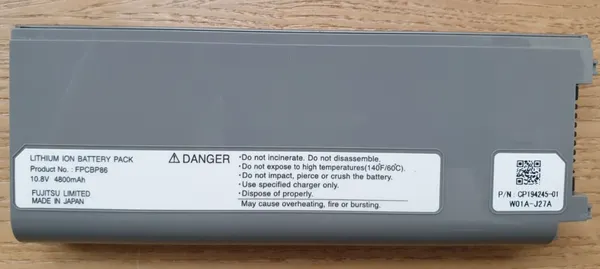 LITHIUM ION BATTERY PACK
Product No. : FPCBP86
10.8V 4800mAh
FUJITSU LIMITED
MADE IN JAPAN
⚠ DANGER
·Do not incinerate. Do not disassemble.
·Do not expose to high temperatures(140°F/60°C).
·Do not impact, pierce or crush the battery.
·Use specified charger only.
·Dispose of properly.
May cause overheating, fire or bursting.
P/N : CP194245-01
W01A-J27A